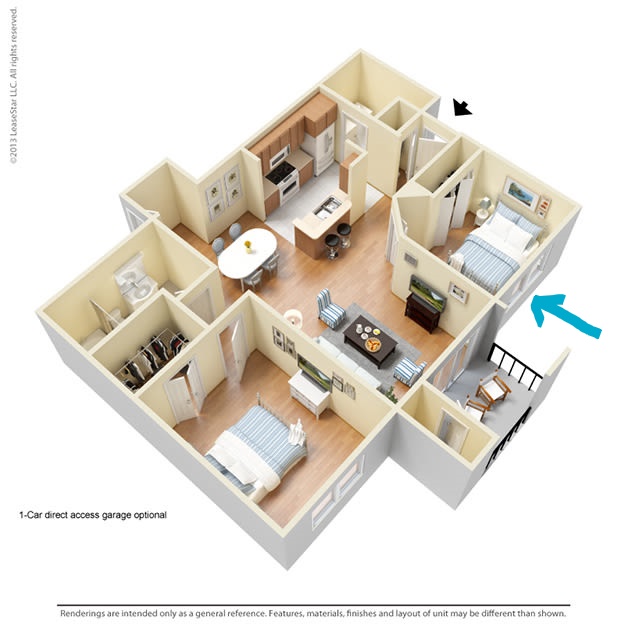 ©2013 LeaseStar LLC. All rights reserved.
1-Car direct access garage optional
Renderings are intended only as a general reference. Features, materials, finishes and layout of unit may be different than shown.